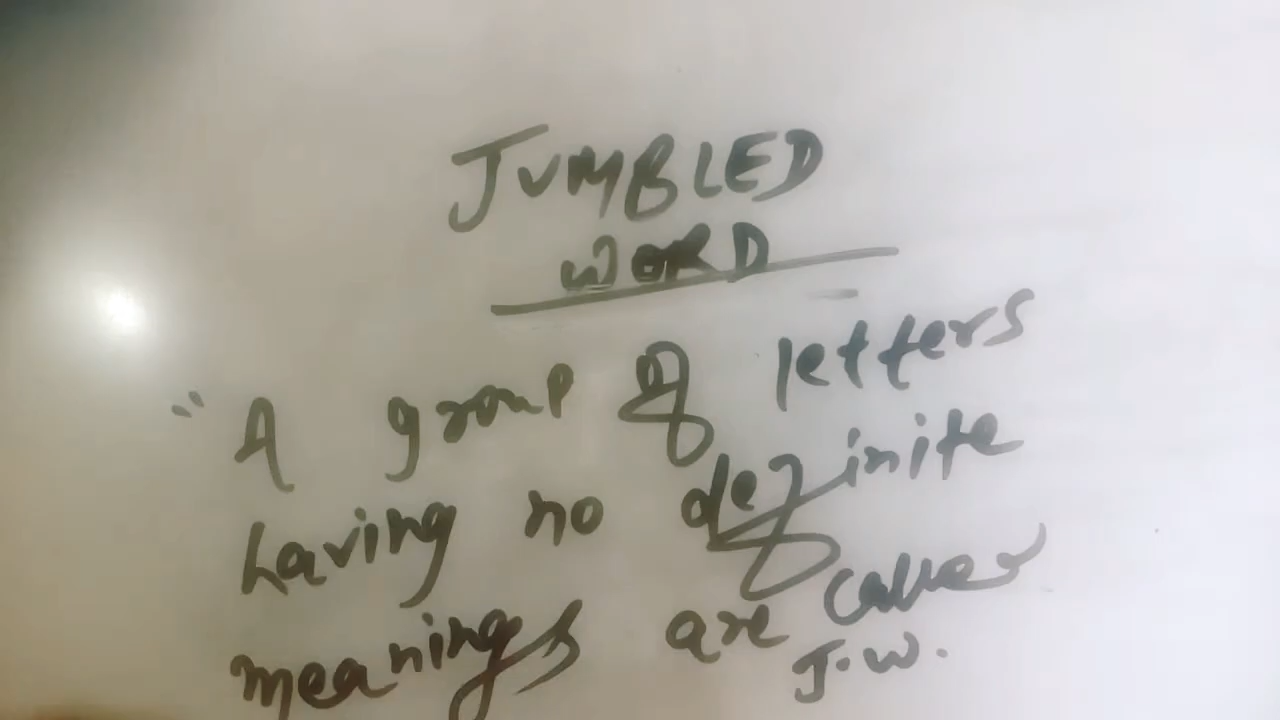 JUMBLED
WORD
" A group of letters
having no definite
meanings are called
J.W.